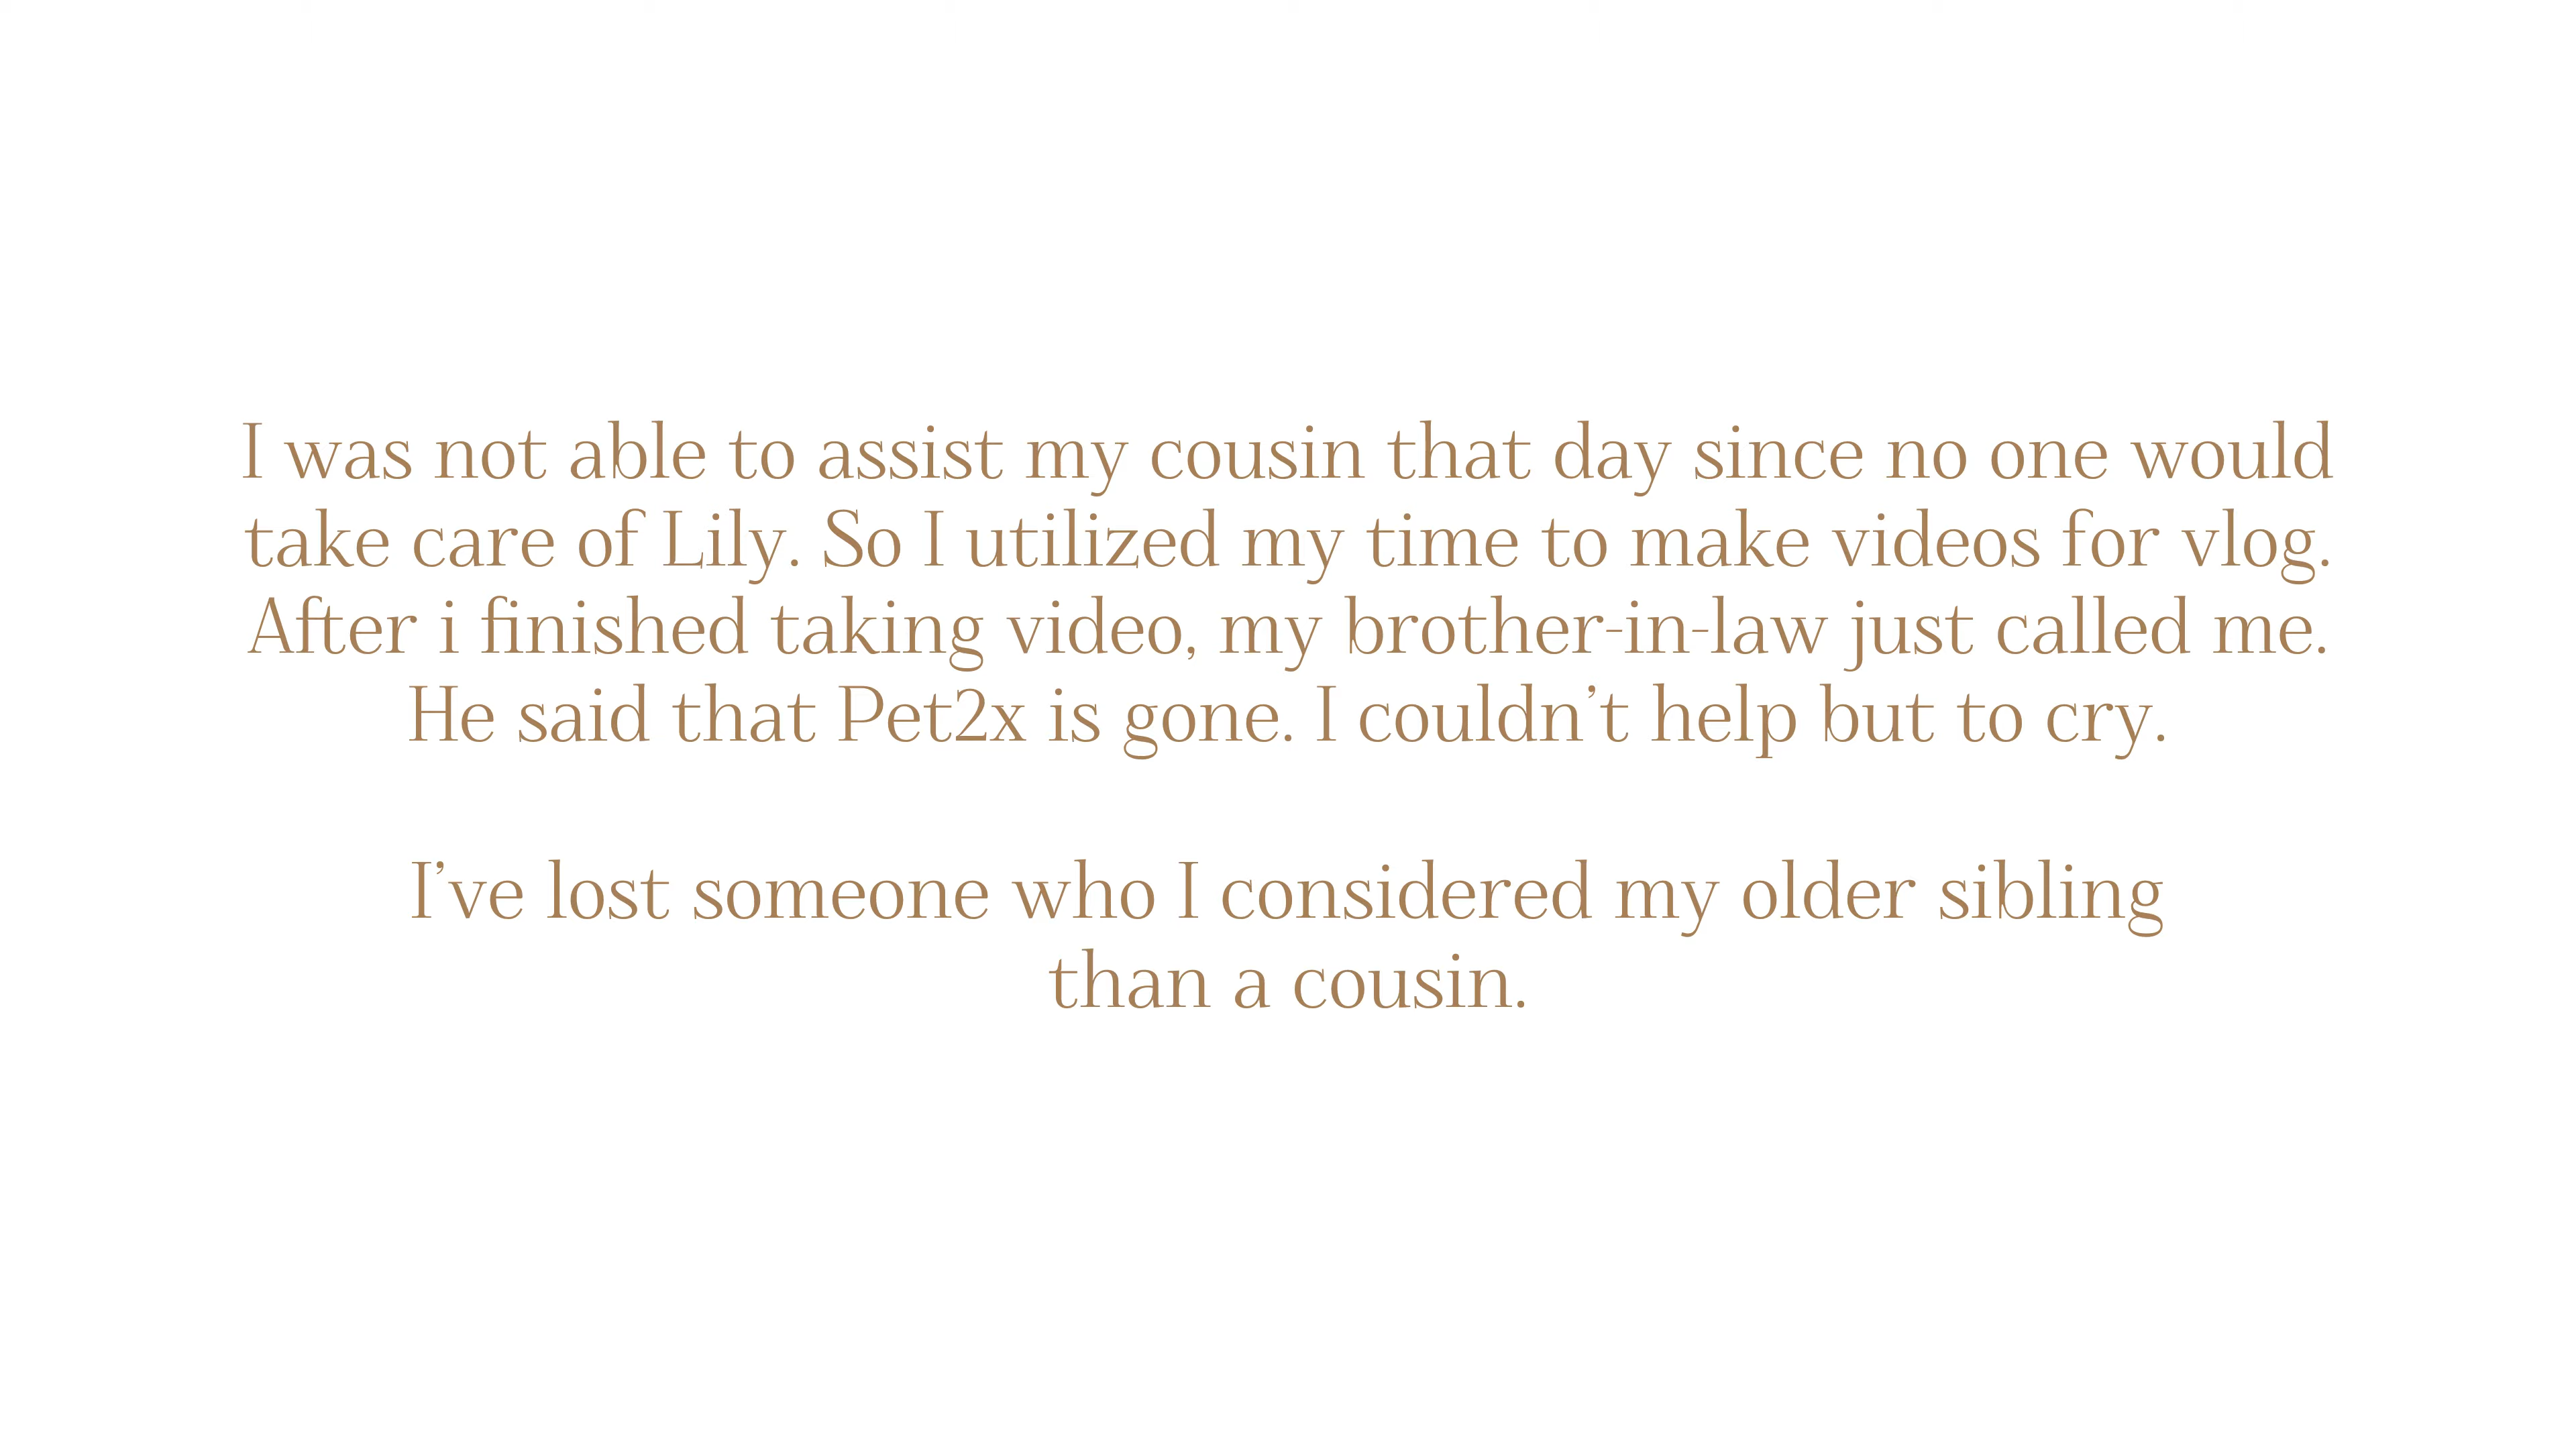 I was not able to assist my cousin that day since no one would
take care of Lily. So I utilized my time to make videos for vlog.
After i finished taking video, my brother-in-law just called me.
He said that Pet2x is gone. I couldn’t help but to cry.
I’ve lost someone who I considered my older sibling
than a cousin.